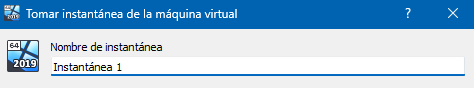 Tomar instantánea de la máquina virtual
Nombre de instantánea
64
2019
Instantánea 1